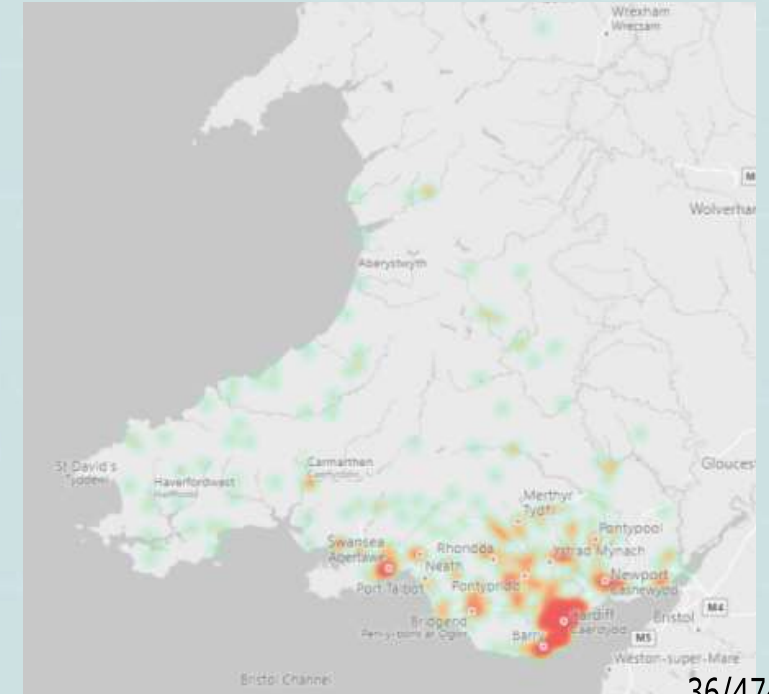 Wrexham
Wrecsam
Wolverha
Aberystwyth
St David's
Tyddewi
Haverfordwest
Hwlffordd
Carmarthen
Glouces
Merthyr
Tydfil
Pontypool
Swansea
Abertawe
Rhondda
Ystrad Mynach
Neath
Port Talbot
Pontypridd
Newport
Casnewydd
Bridgend
Pen-y-bont ar Ogwr
Cardiff
Caerdydd
Barry
Bristol
M4
M5
Weston-super-Mare
Bristol Channel
36/47